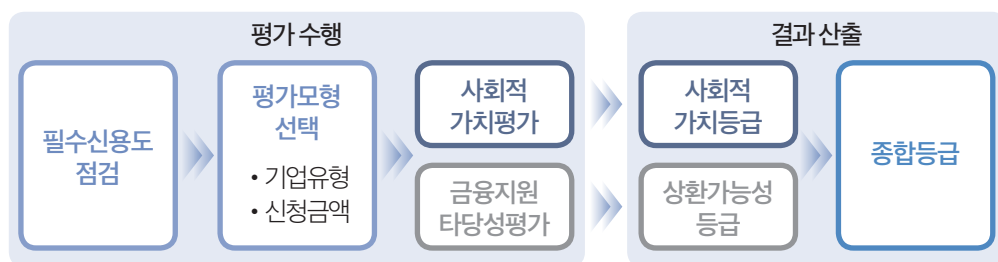 평가 수행
필수신용도
점검
평가모형
선택
• 기업유형
• 신청금액
사회적
가치평가
금융지원
타당성평가
결과 산출
사회적
가치등급
상환가능성
등급
종합등급